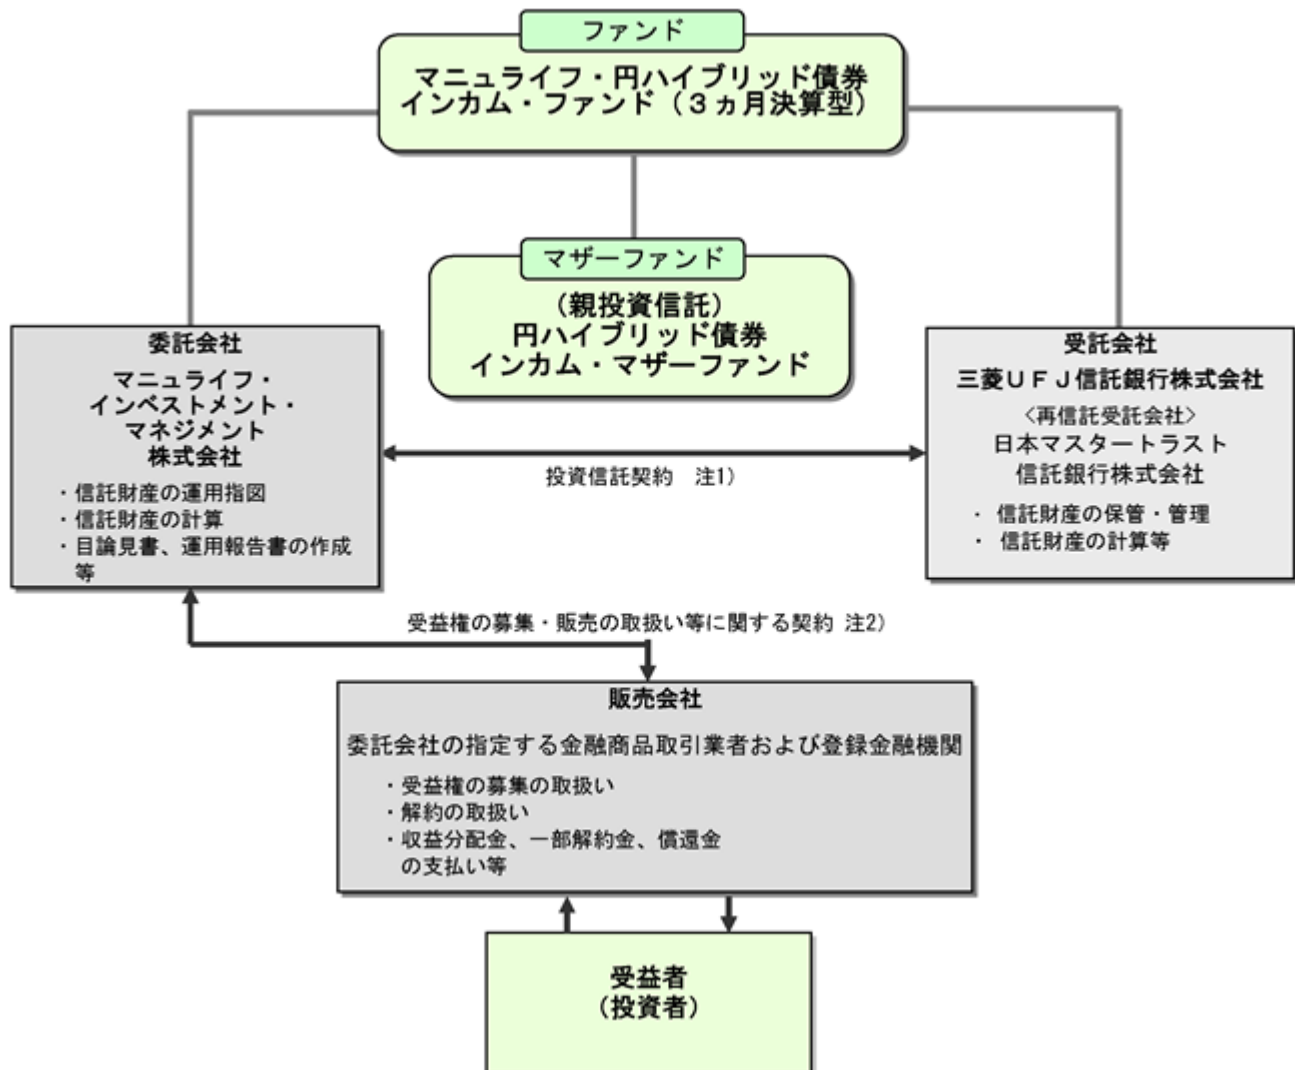 ファンド
マニュライフ・円ハイブリッド債券
インカム・ファンド（３ヵ月決算型）
マザーファンド
（親投資信託）
円ハイブリッド債券
インカム・マザーファンド
委託会社
マニュライフ・
インベストメント・
マネジメント
株式会社
・信託財産の運用指図
・信託財産の計算
・目論見書、運用報告書の作成
等
受託会社
三菱ＵＦＪ信託銀行株式会社
〈再信託受託会社〉
日本マスタートラスト
信託銀行株式会社
・ 信託財産の保管・管理
・ 信託財産の計算等
投資信託契約　注1）
受益権の募集・販売の取扱い等に関する契約 注2）
販売会社
委託会社の指定する金融商品取引業者および登録金融機関
・受益権の募集の取扱い
・解約の取扱い
・収益分配金、一部解約金、償還金
の支払い等
受益者
（投資者）